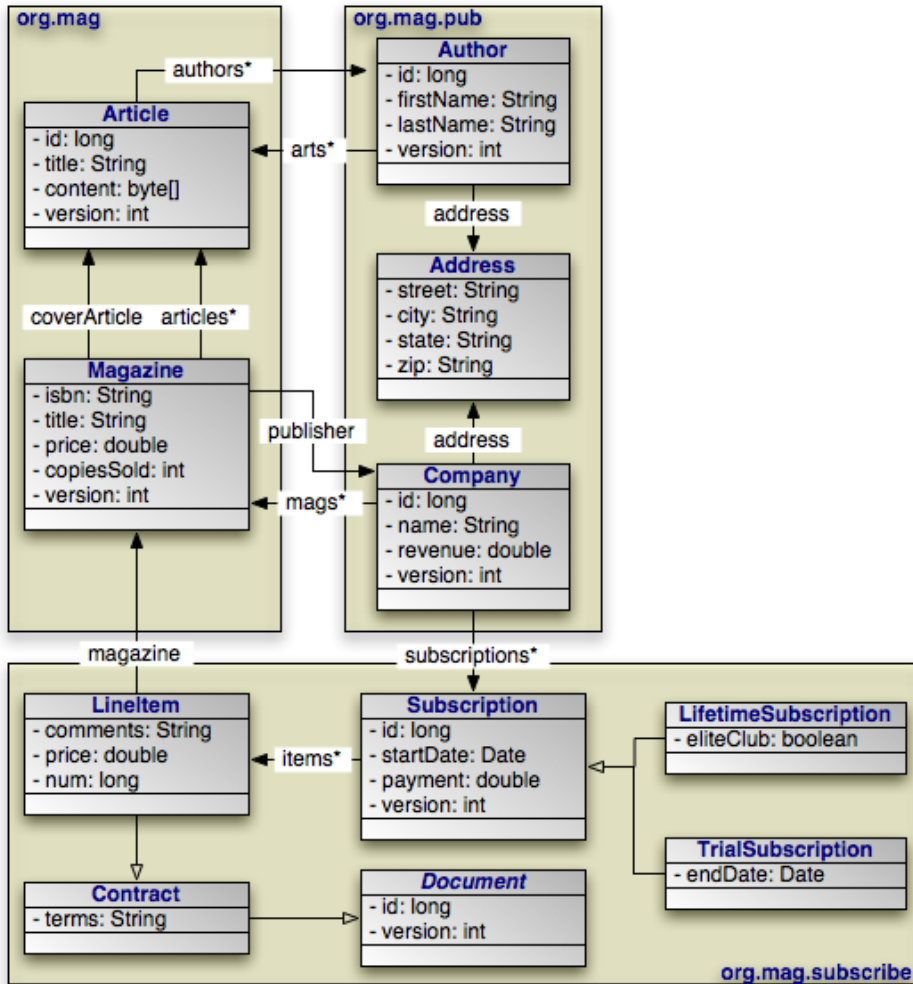 org.mag
authors*
Article
- id: long
- title: String
- content: byte[]
- version: int
arts*
coverArticle
articles*
Magazine
- isbn: String
- title: String
- price: double
- copiesSold: int
- version: int
publisher
mags*
org.mag.pub
Author
- id: long
- firstName: String
- lastName: String
- version: int
address
Address
- street: String
- city: String
- state: String
- zip: String
address
Company
- id: long
- name: String
- revenue: double
- version: int
magazine
subscriptions*
LineItem
- comments: String
- price: double
- num: long
items*
Subscription
- id: long
- startDate: Date
- payment: double
- version: int
LifetimeSubscription
- eliteClub: boolean
TrialSubscription
- endDate: Date
Contract
- terms: String
Document
- id: long
- version: int
org.mag.subscribe